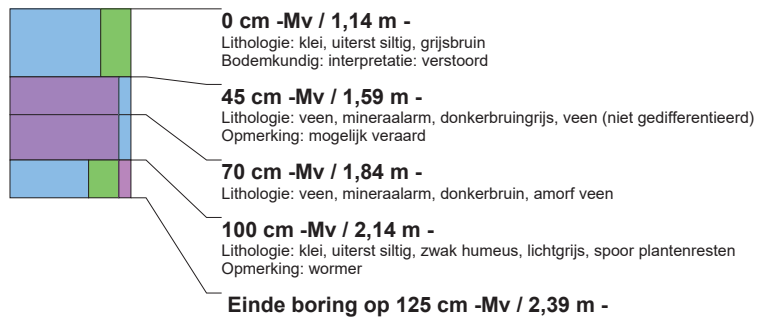 0 cm -Mv / 1,14 m -
Lithologie: klei, uiterst siltig, grijsbruin
Bodemkundig: interpretatie: verstoord
45 cm -Mv / 1,59 m -
Lithologie: veen, mineraalarm, donkerbruingrijs, veen (niet gedifferentieerd)
Opmerking: mogelijk veraard
70 cm -Mv / 1,84 m -
Lithologie: veen, mineraalarm, donkerbruin, amorf veen
100 cm -Mv / 2,14 m -
Lithologie: klei, uiterst siltig, zwak humeus, lichtgrijs, spoor plantenresten
Opmerking: wormer
Einde boring op 125 cm -Mv / 2,39 m -